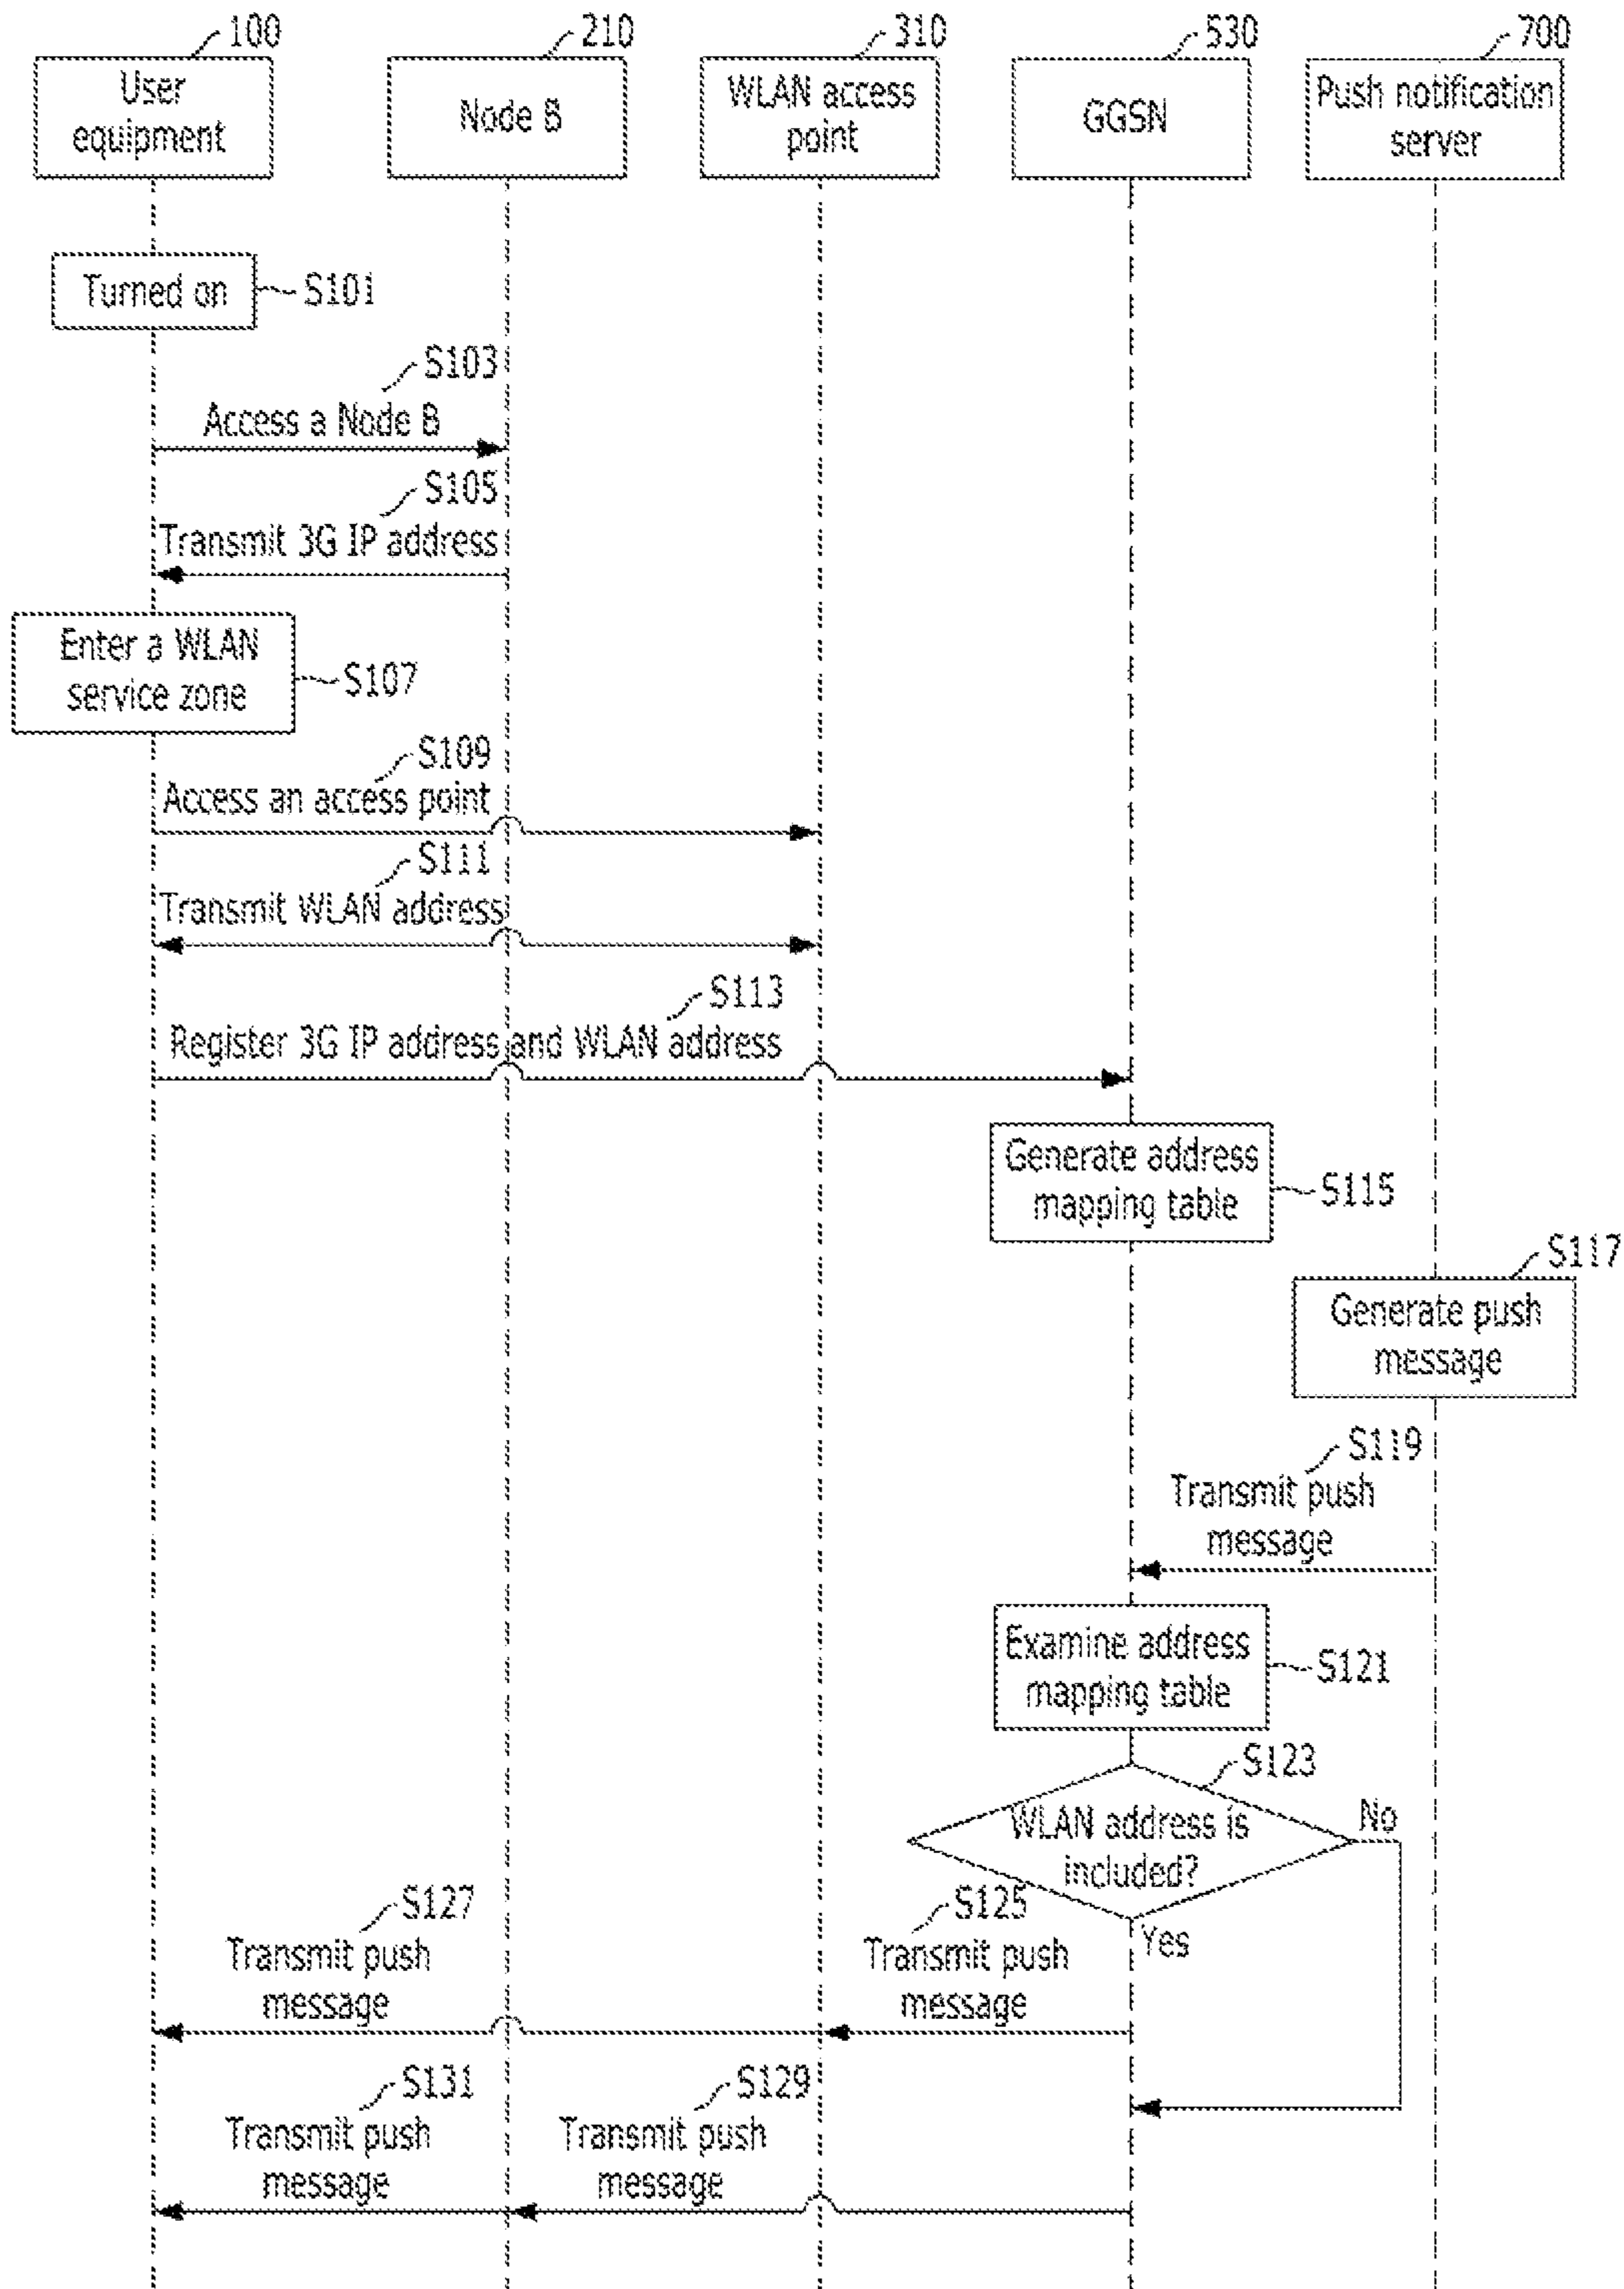 100
210
310
530
700
User
equipment
Node B
WLAN access
point
GGSN
Push notification
server
Turned on
S101
S103
Access a Node B
S105
Transmit 3G IP address
Enter a WLAN
service zone
S107
S109
Access an access point
S111
Transmit WLAN address
S113
Register 3G IP address and WLAN address
Generate address
mapping table
S115
S117
Generate push
message
S119
Transmit push
message
Examine address
mapping table
S121
S123
WLAN address is
included?
No
Yes
S127
Transmit push
message
S125
Transmit push
message
S131
Transmit push
message
S129
Transmit push
message